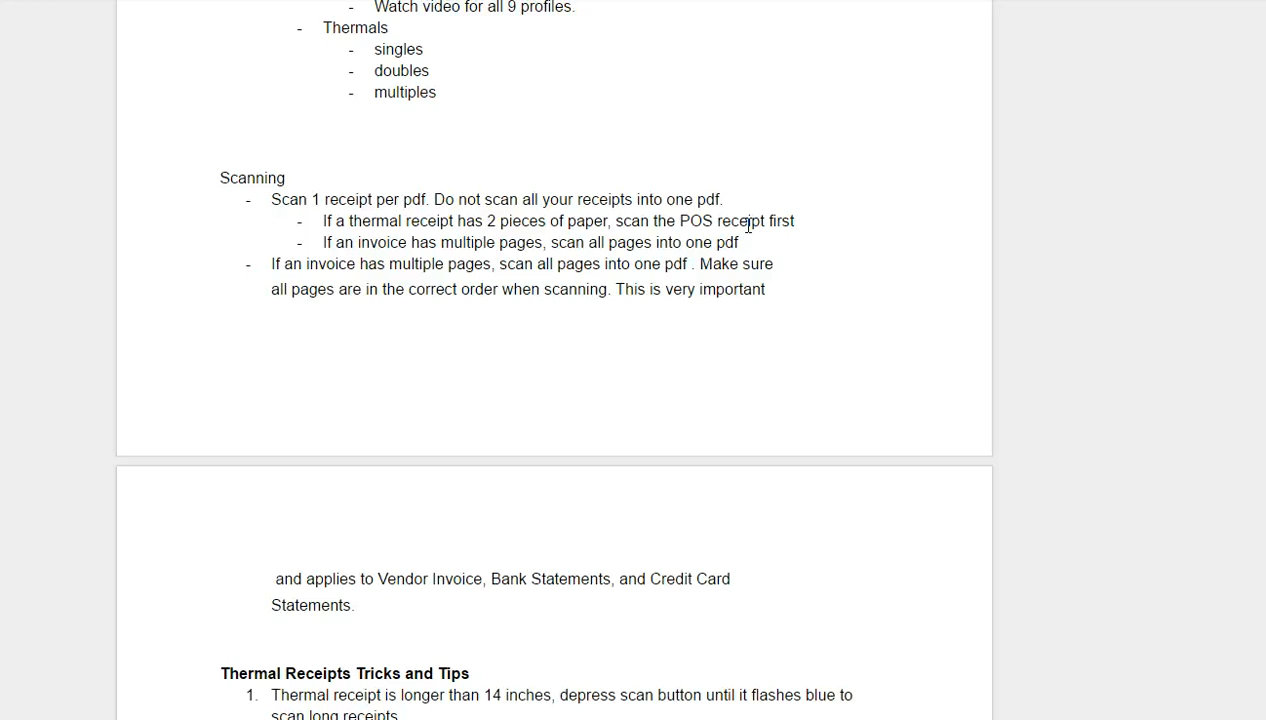 - Watch video for all 9 profiles.
- Thermals
- singles
- doubles
- multiples
Scanning
- Scan 1 receipt per pdf. Do not scan all your receipts into one pdf.
- If a thermal receipt has 2 pieces of paper, scan the POS receipt first
- If an invoice has multiple pages, scan all pages into one pdf
- If an invoice has multiple pages, scan all pages into one pdf . Make sure
all pages are in the correct order when scanning. This is very important
and applies to Vendor Invoice, Bank Statements, and Credit Card
Statements.
Thermal Receipts Tricks and Tips
1. Thermal receipt is longer than 14 inches, depress scan button until it flashes blue to
scan long receipts.